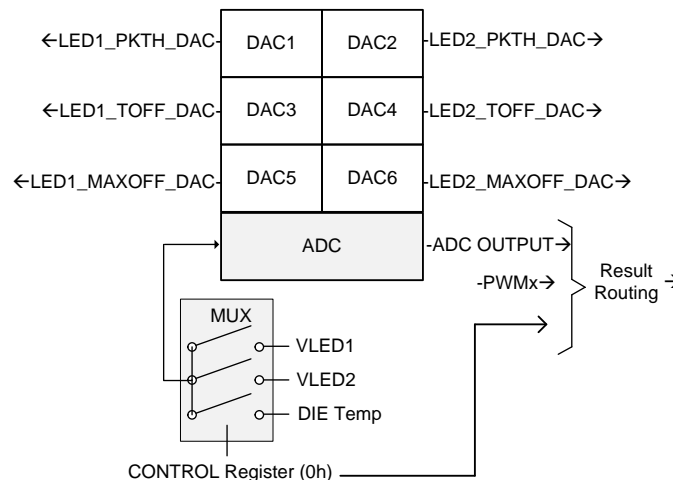 ←LED1_PKTH_DAC- DAC1 DAC2 -LED2_PKTH_DAC→
←LED1_TOFF_DAC- DAC3 DAC4 -LED2_TOFF_DAC→
←LED1_MAXOFF_DAC- DAC5 DAC6 -LED2_MAXOFF_DAC→
ADC -ADC OUTPUT→
-PWMx→
Result
Routing →
MUX
VLED1
VLED2
DIE Temp
CONTROL Register (0h)